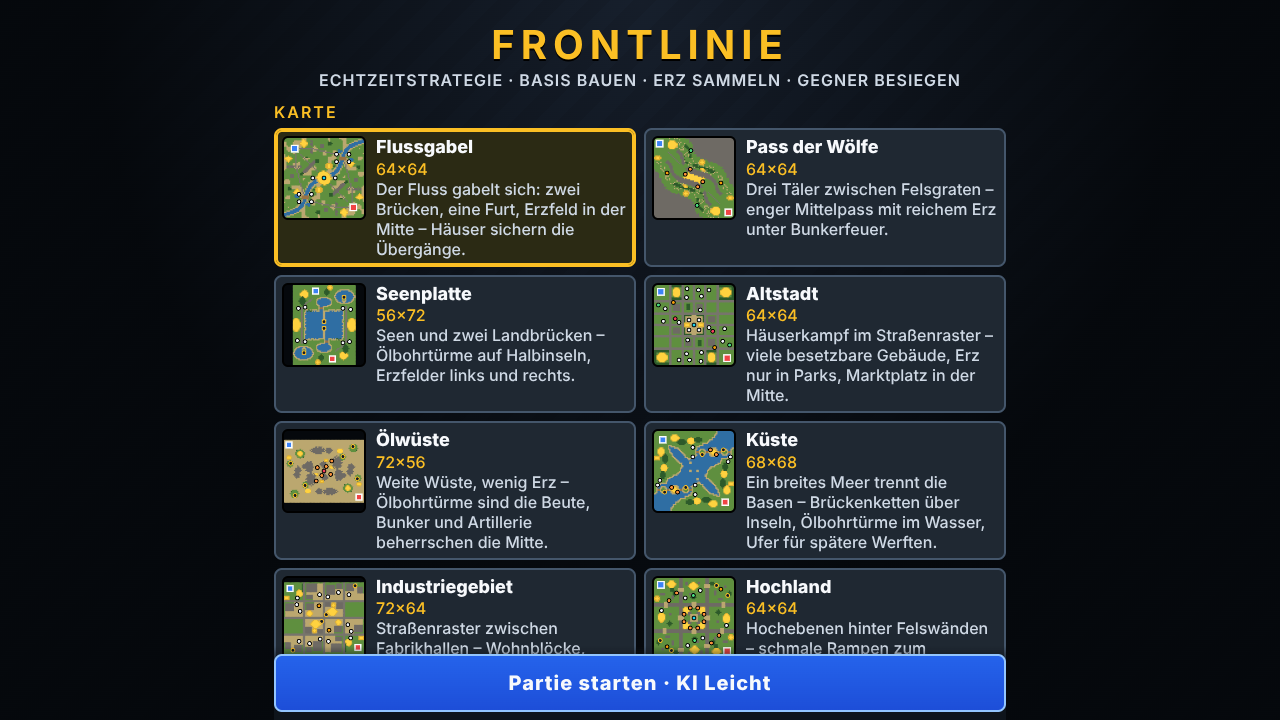 FRONTLINIE
ECHTZEITSTRATEGIE · BASIS BAUEN · ERZ SAMMELN · GEGNER BESIEGEN
KARTE
Flussgabel
64×64
Der Fluss gabelt sich: zwei
Brücken, eine Furt, Erzfeld in der
Mitte – Häuser sichern die
Übergänge.
Pass der Wölfe
64×64
Drei Täler zwischen Felsgraten –
enger Mittelpass mit reichem Erz
unter Bunkerfeuer.
Seenplatte
56×72
Seen und zwei Landbrücken –
Ölbohrtürme auf Halbinseln,
Erzfelder links und rechts.
Altstadt
64×64
Häuserkampf im Straßenraster –
viele besetzbare Gebäude, Erz
nur in Parks, Marktplatz in der
Mitte.
Ölwüste
72×56
Weite Wüste, wenig Erz –
Ölbohrtürme sind die Beute,
Bunker und Artillerie
beherrschen die Mitte.
Küste
68×68
Ein breites Meer trennt die
Basen – Brückenketten über
Inseln, Ölbohrtürme im Wasser,
Ufer für spätere Werften.
Industriegebiet
72×64
Straßenraster zwischen
Fabrikhallen – Wohnblöcke,
Hochland
64×64
Hochebenen hinter Felswänden
– schmale Rampen zum
Partie starten · KI Leicht